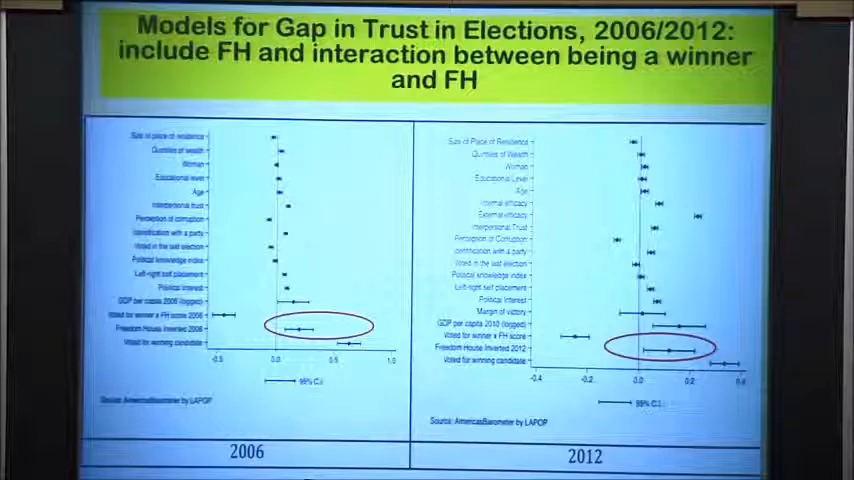 Models for Gap in Trust in Elections, 2006/2012:
include FH and interaction between being a winner
and FH
Size of place of residence
Quintiles of wealth
Woman
Educational level
Age
Interpersonal trust
Perception of corruption
Identification with a party
Voted in the last election
Political knowledge index
Left-right self placement
Political interest
GDP per capita 2006 (logged)
Voted for winner x FH score 2006
Freedom House Inverted 2006
Voted for winning candidate
-0.5 0.0 0.5 1.0
95% C.I.
Source: AmericasBarometer by LAPOP
2006
Size of Place of Residence
Quintiles of Wealth
Woman
Educational Level
Age
Internal efficacy
External efficacy
Interpersonal Trust
Perception of Corruption
Identification with a party
Voted in the last election
Political knowledge index
Left-right self placement
Political Interest
Margin of victory
GDP per capita 2010 (logged)
Voted for winner x FH score
Freedom House Inverted 2012
Voted for winning candidate
-0.4 -0.2 0.0 0.2 0.4
95% C.I.
Source: AmericasBarometer by LAPOP
2012